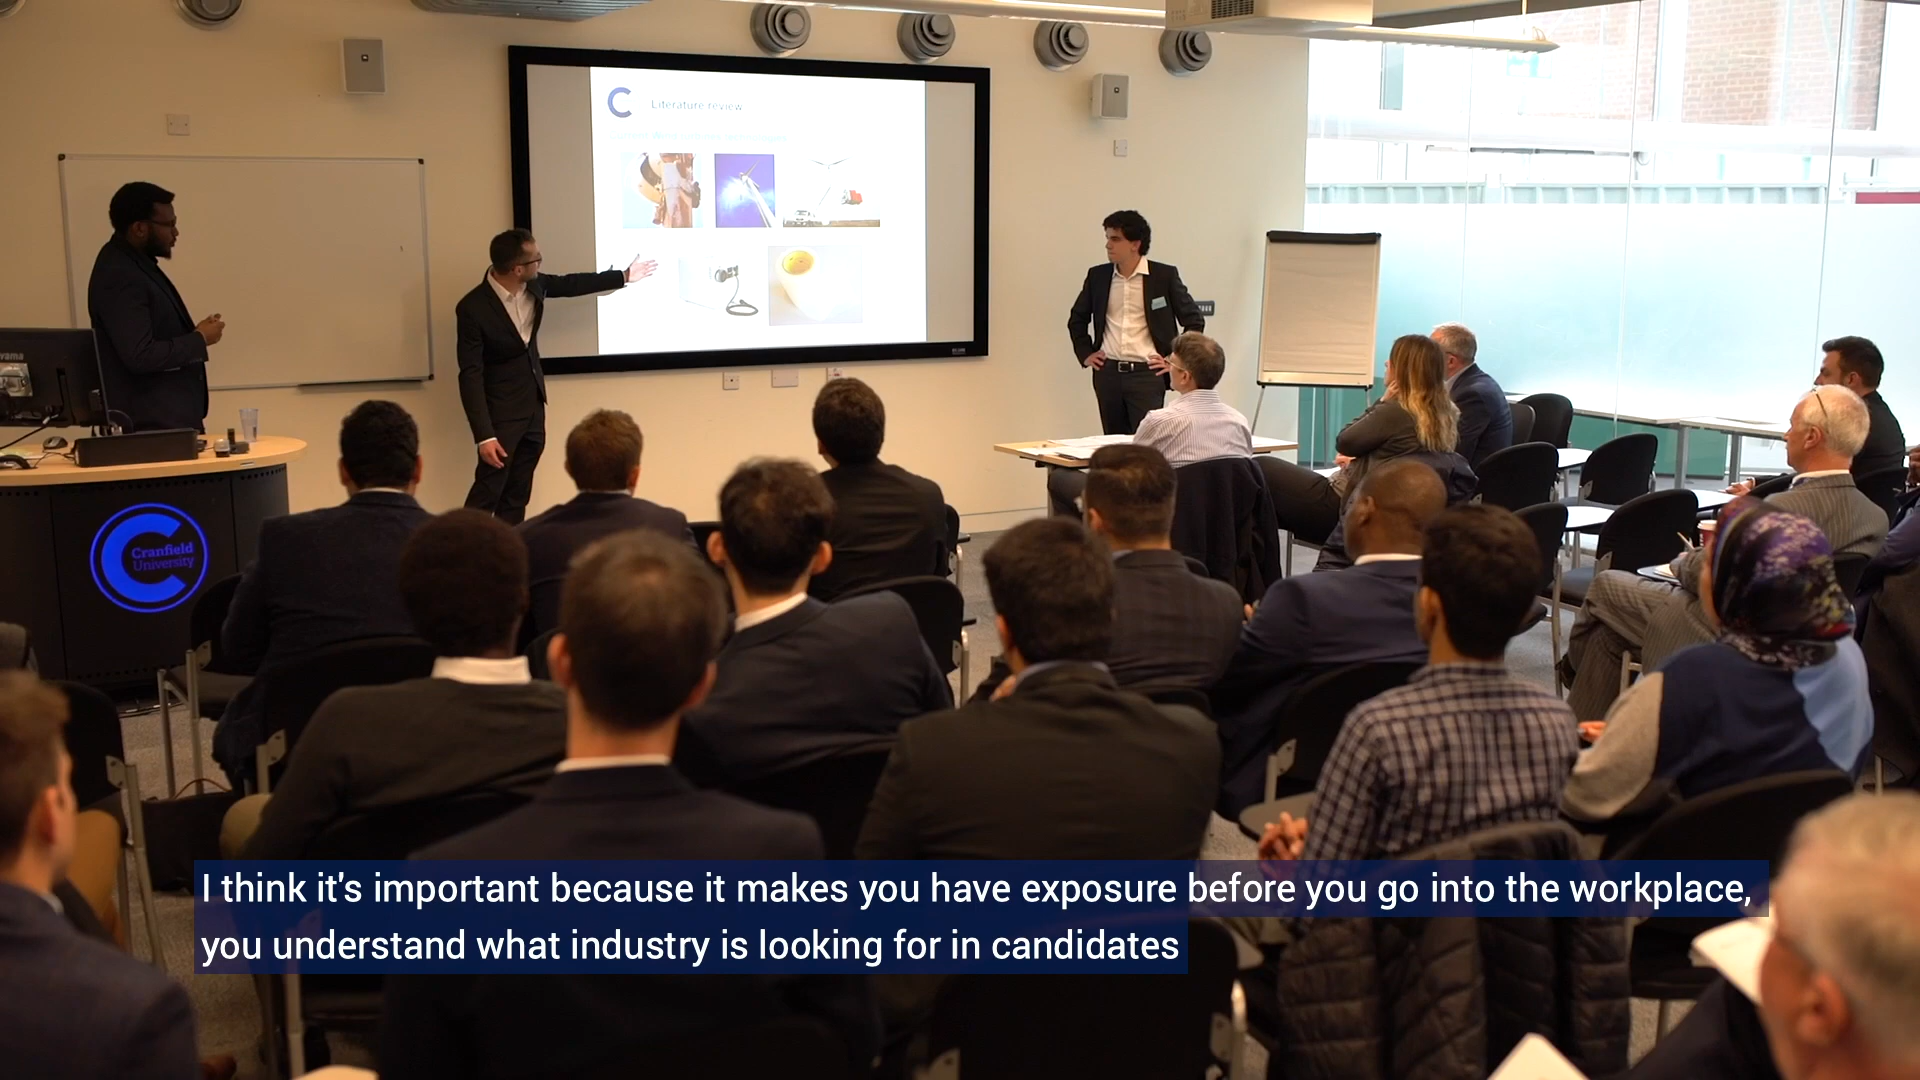 Literature review
yama
Cranfield
University
I think it's important because it makes you have exposure before you go into the workplace,
you understand what industry is looking for in candidates